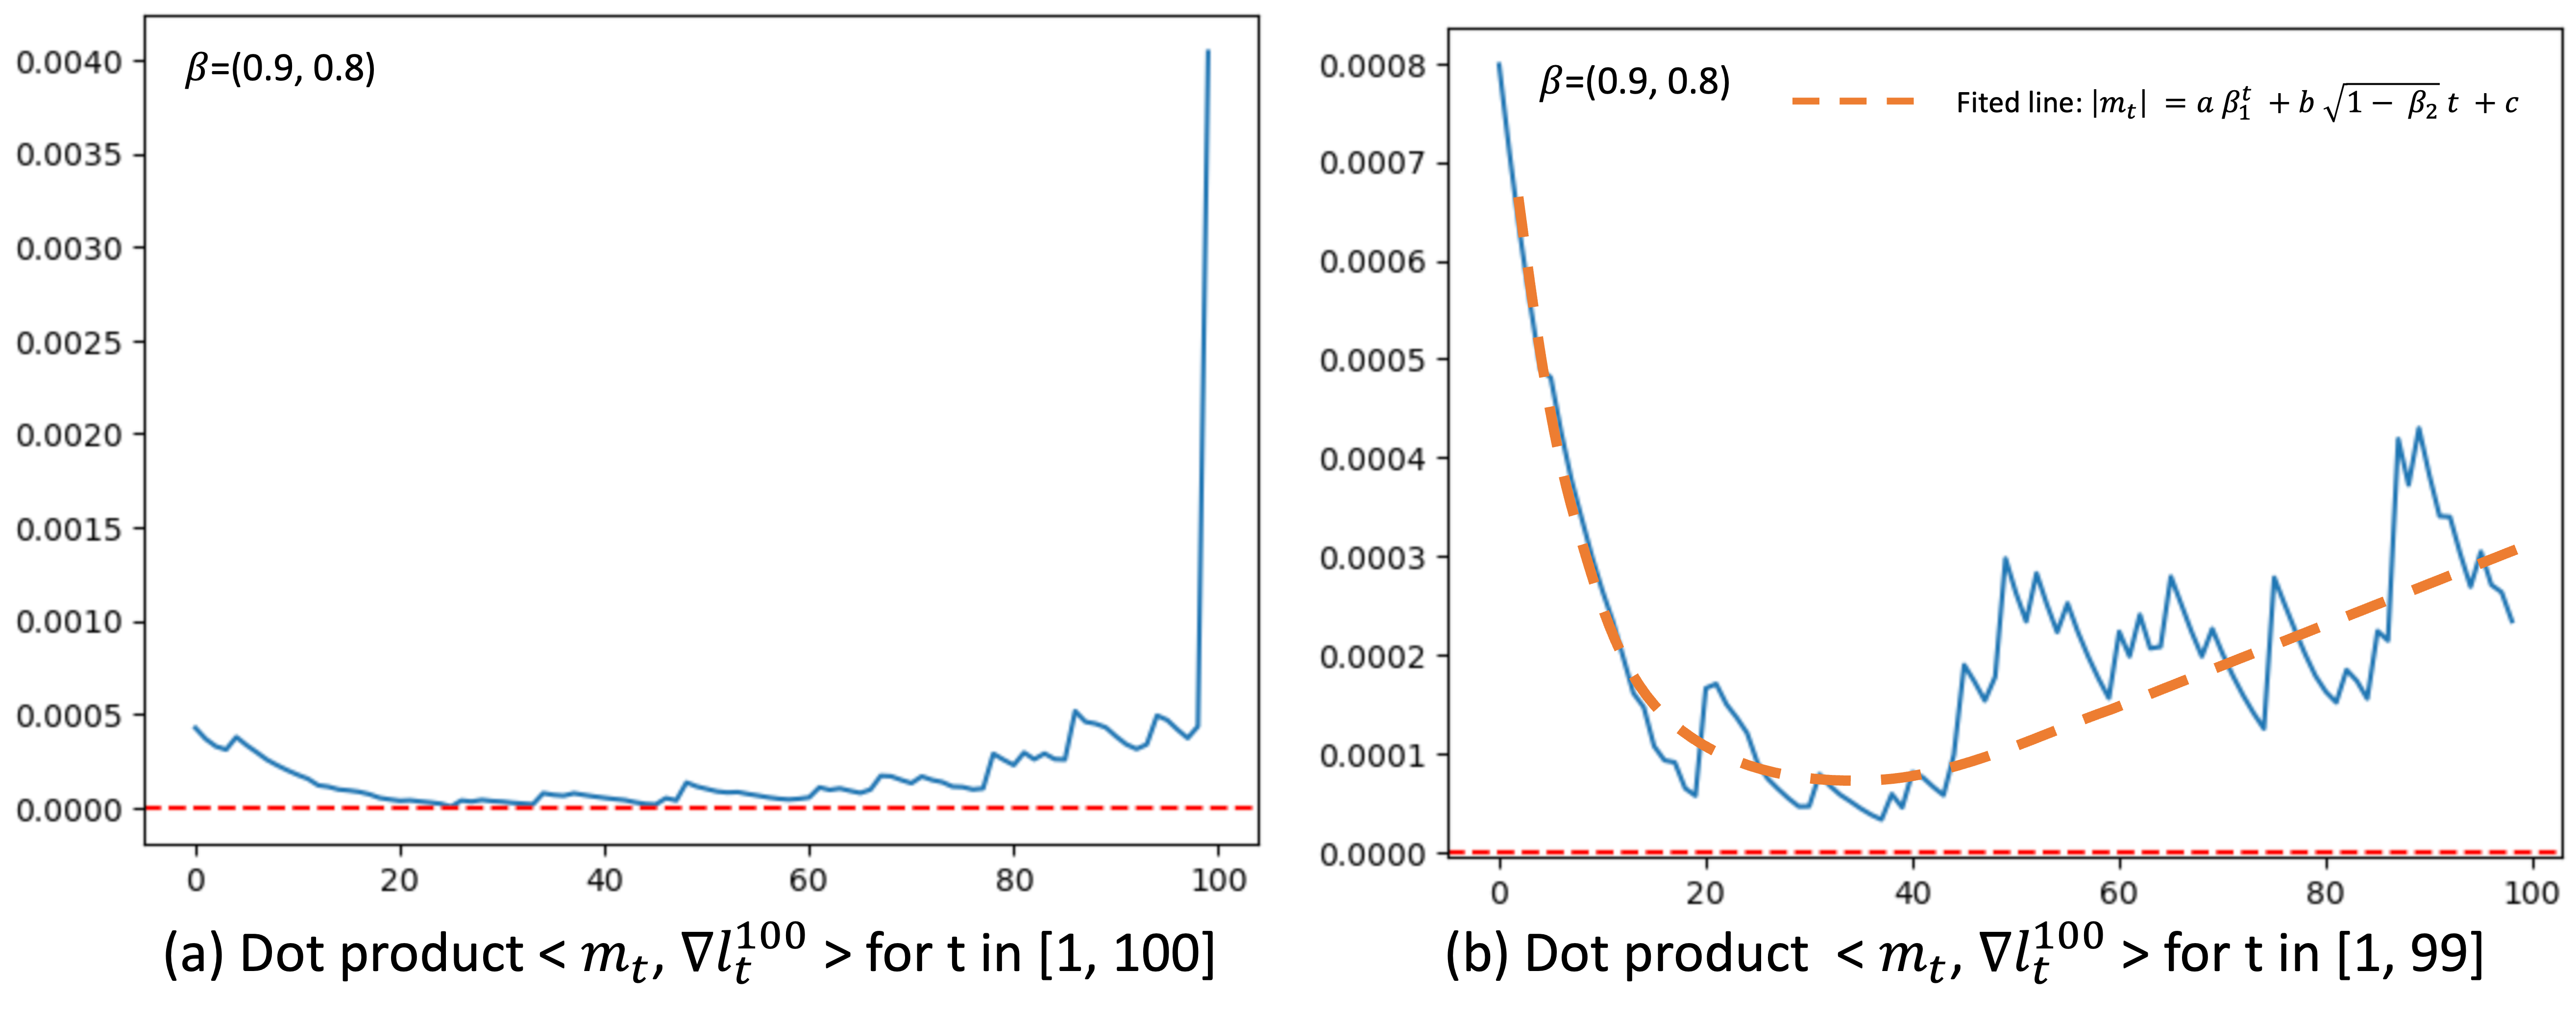 0.0040
0.0035
0.0030
0.0025
0.0020
0.0015
0.0010
0.0005
0.0000
β=(0.9, 0.8)
0 20 40 60 80 100
(a) Dot product < m_t, ∇l_t^{100} > for t in [1, 100]
0.0008
0.0007
0.0006
0.0005
0.0004
0.0003
0.0002
0.0001
0.0000
β=(0.9, 0.8)
Fited line: |m_t| = a β_1^t + b √(1 − β_2) t + c
0 20 40 60 80 100
(b) Dot product < m_t, ∇l_t^{100} > for t in [1, 99]